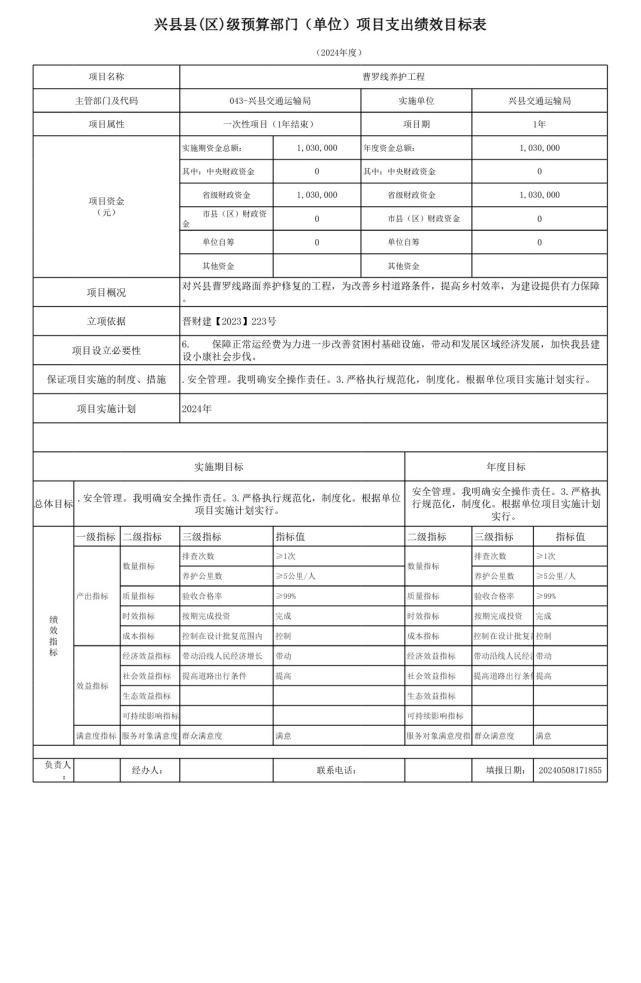 兴县县(区)级预算部门（单位）项目支出绩效目标表
（2024年度）
项目名称 曹罗线养护工程
主管部门及代码 043-兴县交通运输局 实施单位 兴县交通运输局
项目属性 一次性项目（1年结束） 项目期 1年
项目资金
（元）
实施期资金总额: 1,030,000 年度资金总额: 1,030,000
其中: 中央财政资金 0 其中: 中央财政资金 0
省级财政资金 1,030,000 省级财政资金 1,030,000
市县（区）财政资
金 0 市县（区）财政资金 0
单位自筹 0 单位自筹 0
其他资金 其他资金
项目概况 对兴县曹罗线路面养护修复的工程，为改善乡村道路条件，提高乡村效率，为建设提供有力保障
。
立项依据 晋财建【2023】223号
项目设立必要性 6. 保障正常运经费为力进一步改善贫困村基础设施，带动和发展区域经济发展，加快我县建
设小康社会步伐。
保证项目实施的制度、措施 .安全管理。我明确安全操作责任。3.严格执行规范化，制度化。根据单位项目实施计划实行。
项目实施计划 2024年
实施期目标 年度目标
总体目标
.安全管理。我明确安全操作责任。3.严格执行规范化，制度化。根据单位
项目实施计划实行。
安全管理。我明确安全操作责任。3.严格执
行规范化，制度化。根据单位项目实施计划
实行。
绩效指标
一级指标 二级指标 三级指标 指标值 二级指标 三级指标 指标值
产出指标
数量指标 排查次数 ≥1次 数量指标 排查次数 ≥1次
养护公里数 ≥5公里/人 养护公里数 ≥5公里/人
质量指标 验收合格率 ≥99% 质量指标 验收合格率 ≥99%
时效指标 按期完成投资 完成 时效指标 按期完成投资 完成
成本指标 控制在设计批复范围内 控制 成本指标 控制在设计批复 控制
效益指标
经济效益指标 带动沿线人民经济增长 带动 经济效益指标 带动沿线人民经 带动
社会效益指标 提高道路出行条件 提高 社会效益指标 提高道路出行条件 提高
生态效益指标 生态效益指标
可持续影响指标 可持续影响指标
满意度指标 服务对象满意度 群众满意度 满意 服务对象满意度指 群众满意度 满意
负责人
： 经办人： 联系电话： 填报日期： 20240508171855